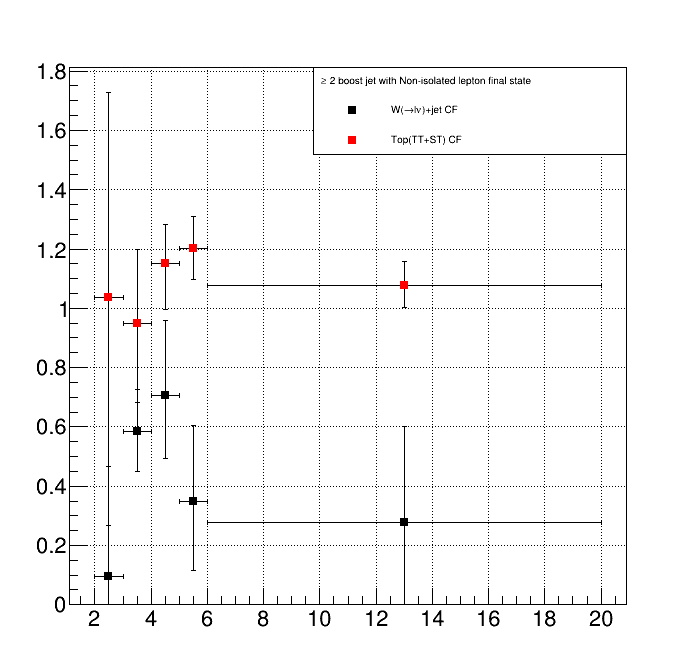 1.8
≥ 2 boost jet with Non-isolated lepton final state
W(→lν)+jet CF
1.6
Top(TT+ST) CF
1.4
1.2
1
0.8
0.6
0.4
0.2
0
2 4 6 8 10 12 14 16 18 20